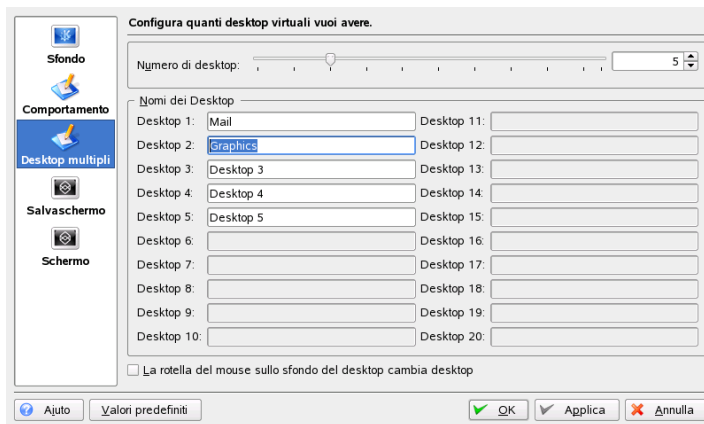 Configura quanti desktop virtuali vuoi avere.
Sfondo
Comportamento
Desktop multipli
Salvaschermo
Schermo
Numero di desktop: 5
Nomi dei Desktop
Desktop 1: Mail Desktop 11:
Desktop 2: Graphics Desktop 12:
Desktop 3: Desktop 3 Desktop 13:
Desktop 4: Desktop 4 Desktop 14:
Desktop 5: Desktop 5 Desktop 15:
Desktop 6: Desktop 16:
Desktop 7: Desktop 17:
Desktop 8: Desktop 18:
Desktop 9: Desktop 19:
Desktop 10: Desktop 20:
La rotella del mouse sullo sfondo del desktop cambia desktop
Aiuto Valori predefiniti OK Applica Annulla